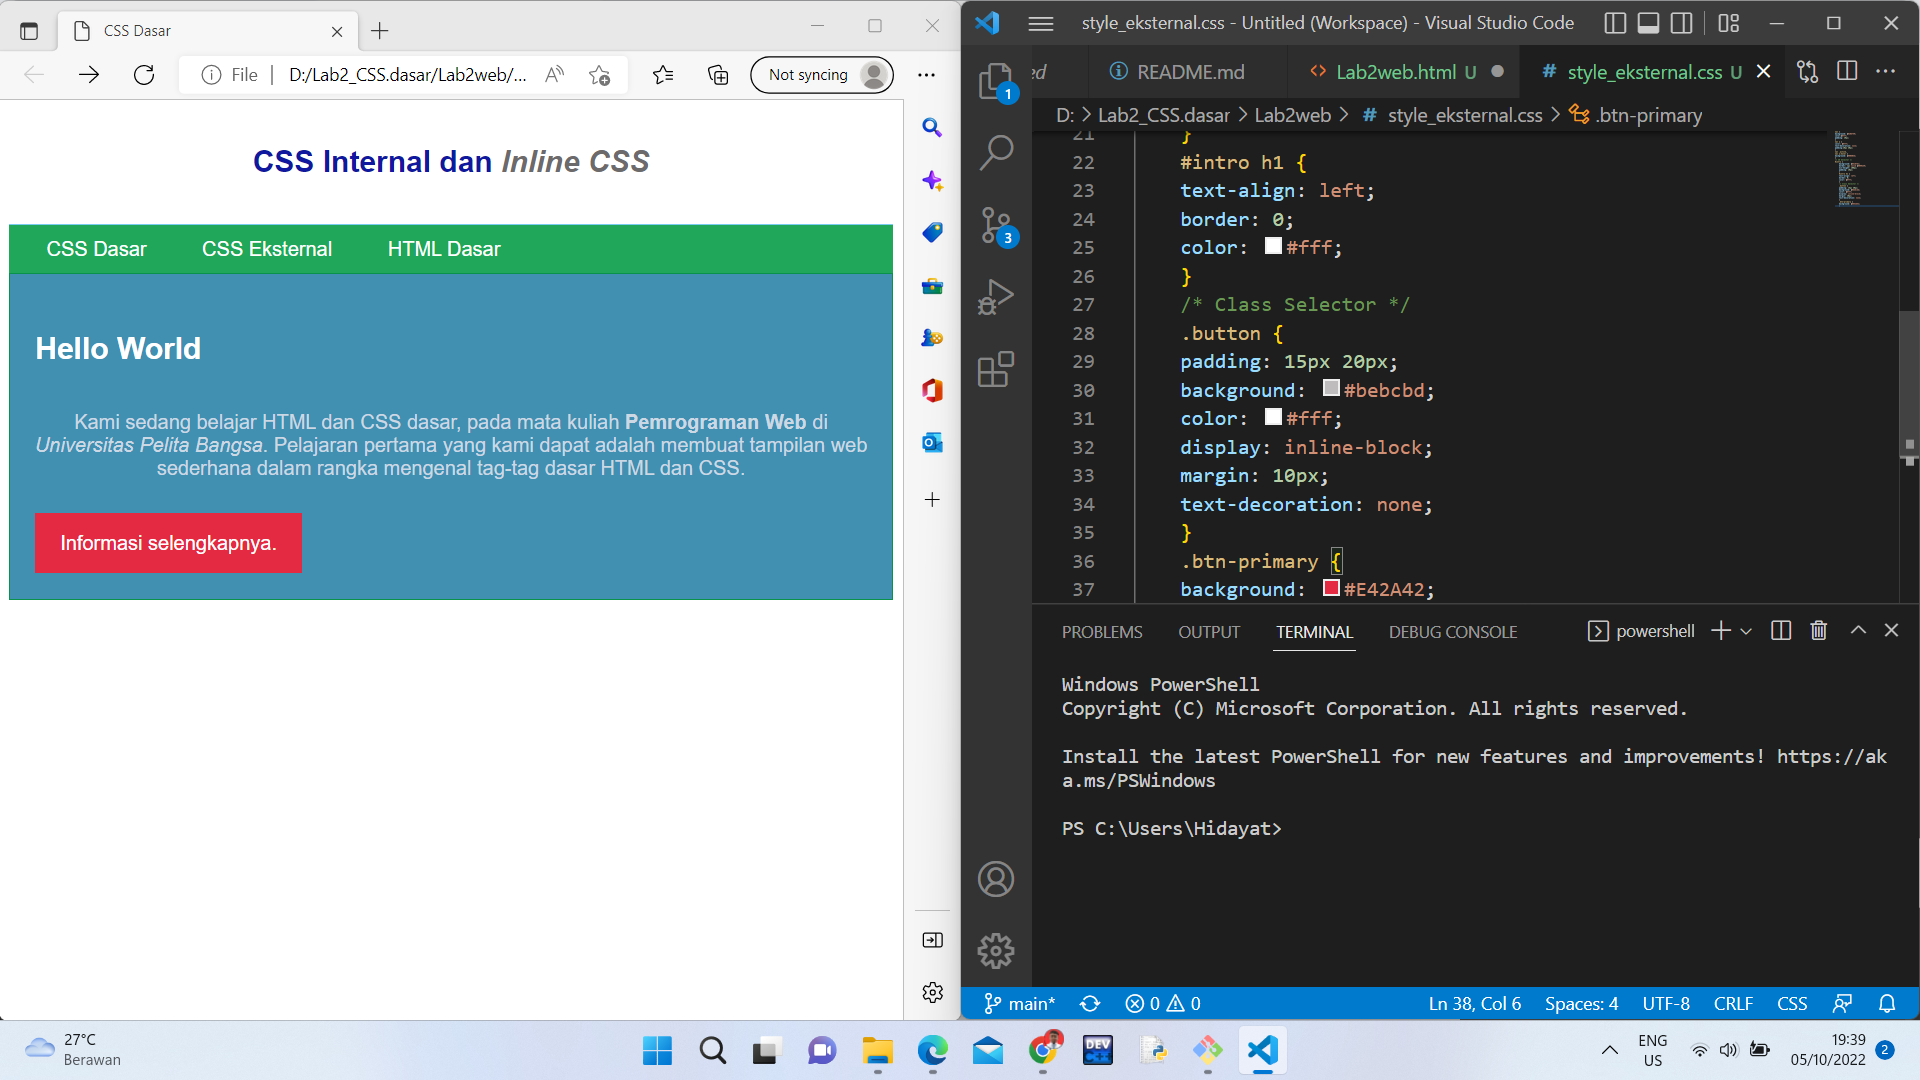 CSS Dasar
File
D:/Lab2_CSS.dasar/Lab2web/...
Not syncing
CSS Internal dan Inline CSS
CSS Dasar
CSS Eksternal
HTML Dasar
Hello World
Kami sedang belajar HTML dan CSS dasar, pada mata kuliah Pemrograman Web di
Universitas Pelita Bangsa. Pelajaran pertama yang kami dapat adalah membuat tampilan web
sederhana dalam rangka mengenal tag-tag dasar HTML dan CSS.
Informasi selengkapnya.
style_eksternal.css - Untitled (Workspace) - Visual Studio Code
ed
README.md
<> Lab2web.html U
# style_eksternal.css U
D: > Lab2_CSS.dasar > Lab2web > # style_eksternal.css > .btn-primary
1
3
21 }
22 #intro h1 {
23 text-align: left;
24 border: 0;
25 color: #fff;
26 }
27 /* Class Selector */
28 .button {
29 padding: 15px 20px;
30 background: #bebcbd;
31 color: #fff;
32 display: inline-block;
33 margin: 10px;
34 text-decoration: none;
35 }
36 .btn-primary {
37 background: #E42A42;
PROBLEMS
OUTPUT
TERMINAL
DEBUG CONSOLE
powershell
Windows PowerShell
Copyright (C) Microsoft Corporation. All rights reserved.
Install the latest PowerShell for new features and improvements! https://ak
a.ms/PSWindows
PS C:\Users\Hidayat>
main*
0
0
Ln 38, Col 6
Spaces: 4
UTF-8
CRLF
CSS
27°C
Berawan
DEV
C++
ENG
US
19:39
05/10/2022
2